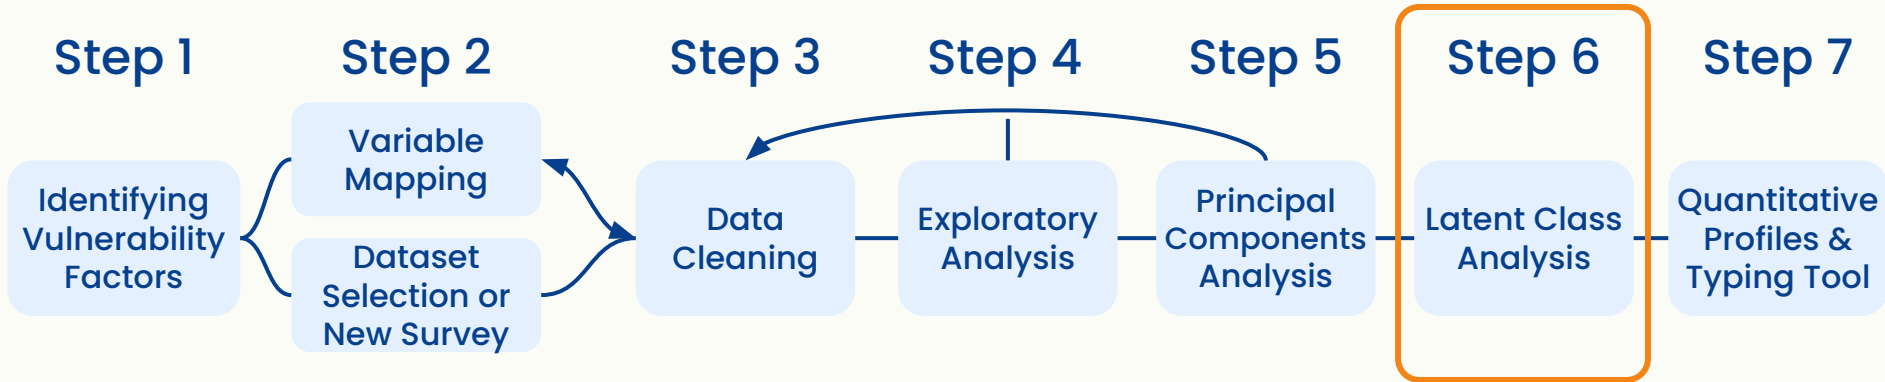 Step 1
Step 2
Step 3
Step 4
Step 5
Step 6
Step 7
Identifying
Vulnerability
Factors
Variable
Mapping
Dataset
Selection or
New Survey
Data
Cleaning
Exploratory
Analysis
Principal
Components
Analysis
Latent Class
Analysis
Quantitative
Profiles &
Typing Tool